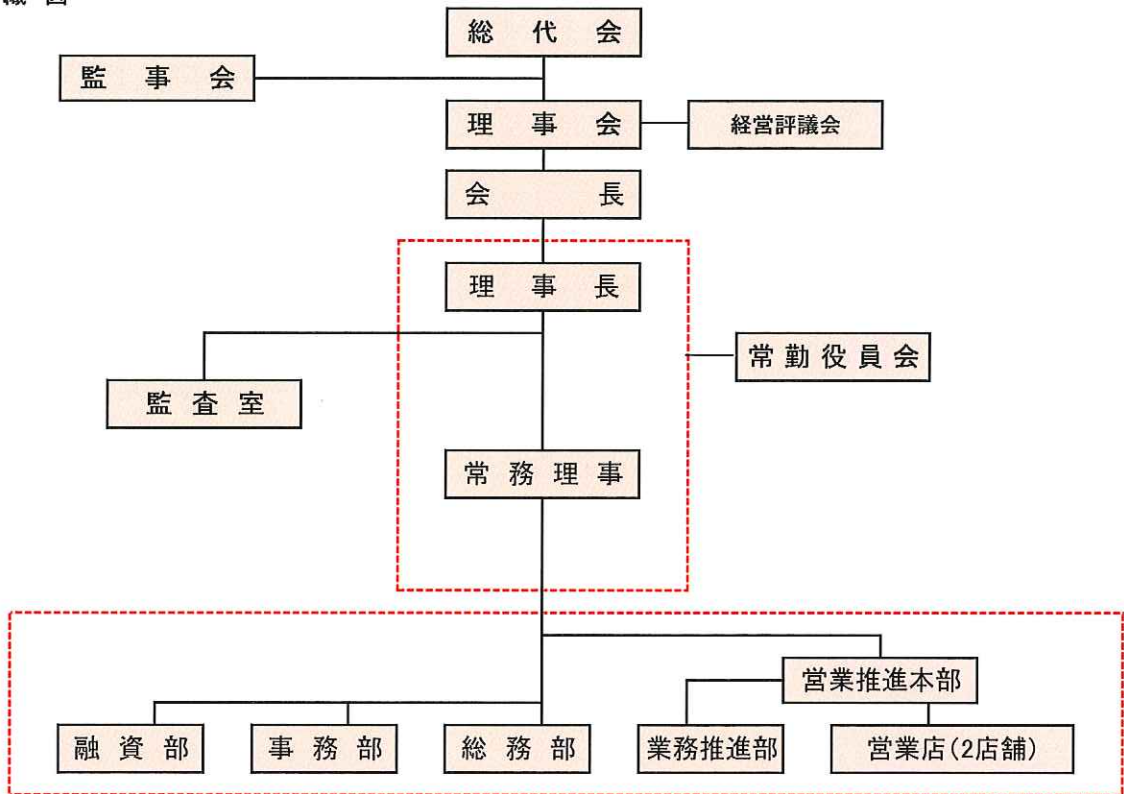 総 代 会
監 事 会
理 事 会
経営評議会
会 長
理 事 長
常 勤 役 員 会
監 査 室
常 務 理 事
営業推進本部
融 資 部
事 務 部
総 務 部
業務推進部
営業店(2店舗)